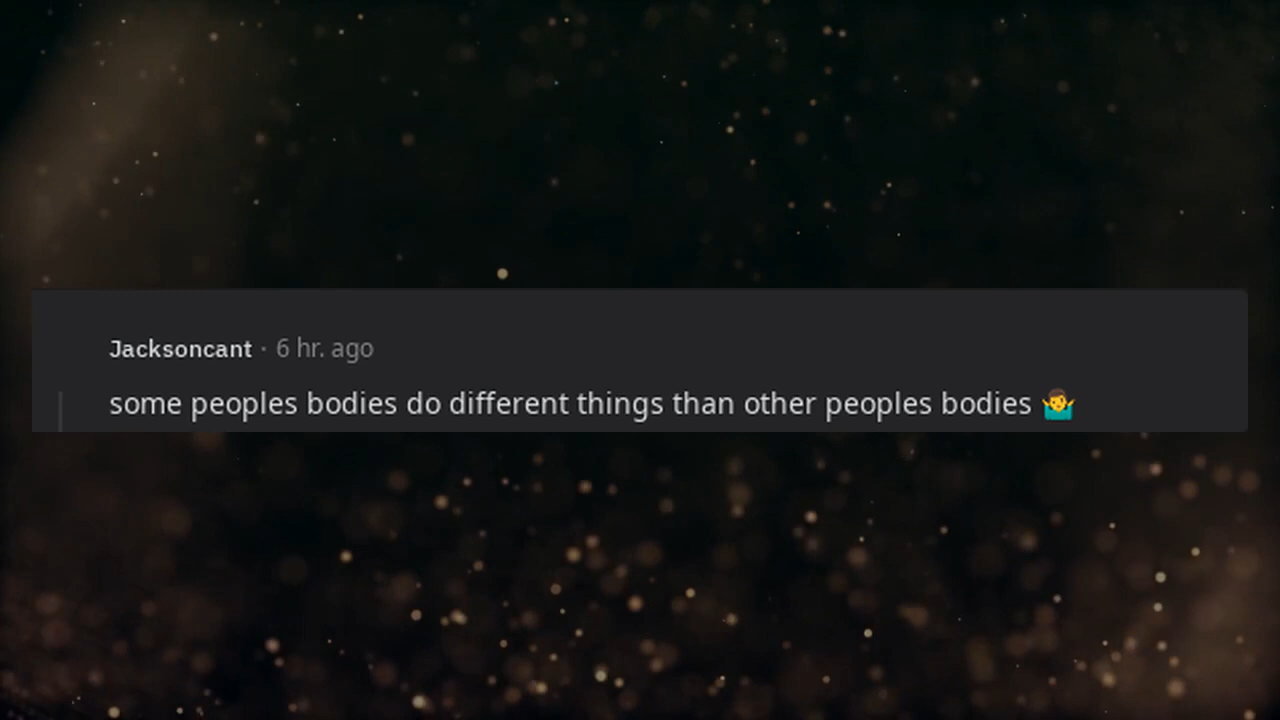 Jacksoncant · 6 hr. ago
some peoples bodies do different things than other peoples bodies 🤷‍♂️